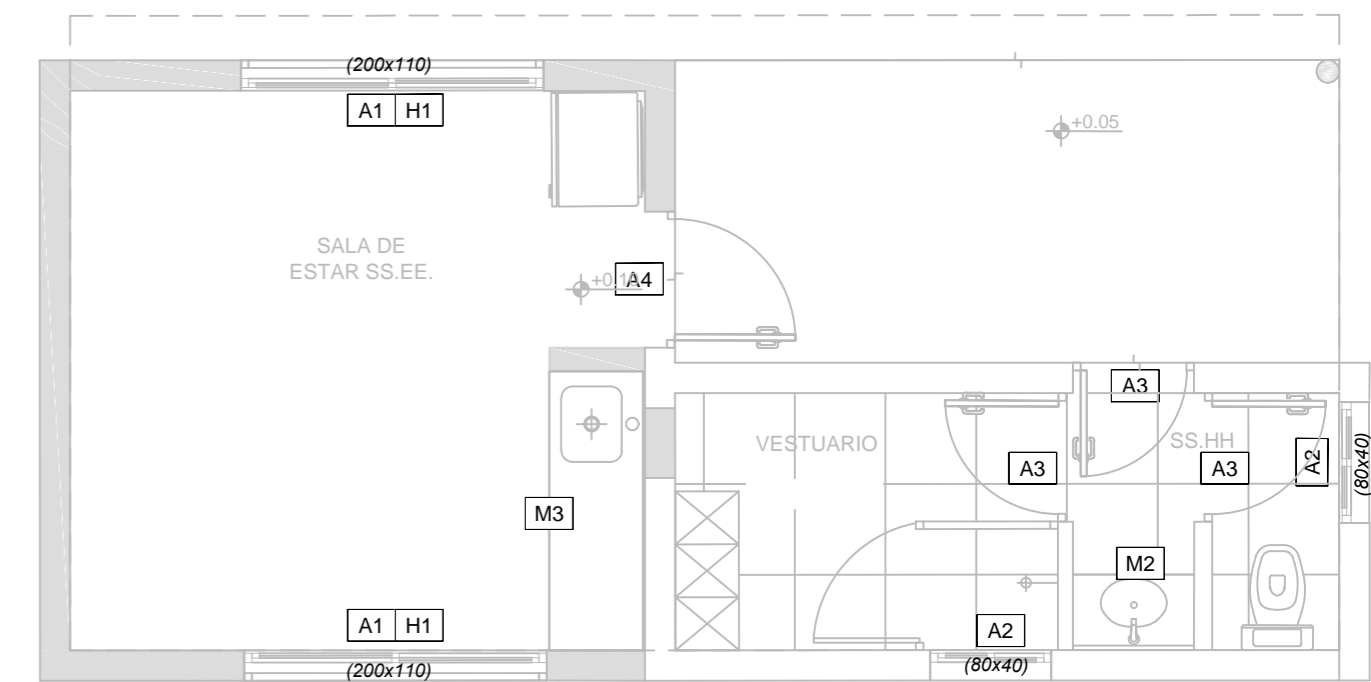 (200x110)
A1 H1
+0.05
SALA DE
ESTAR SS.EE.
+0.10
A4
A3
VESTUARIO
SS.HH
A3
A3
A2
(80x40)
M3
M2
A1 H1
(200x110)
A2
(80x40)